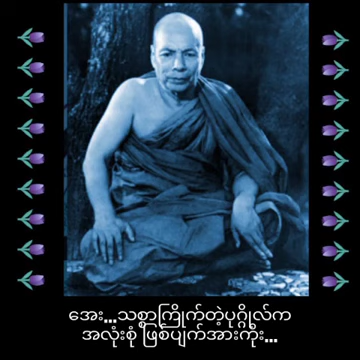 အေး...သစ္စာကြိုက်တဲ့ပုဂ္ဂိုလ်က
အလုံးစုံ ဖြစ်ပျက်အားကိုး...